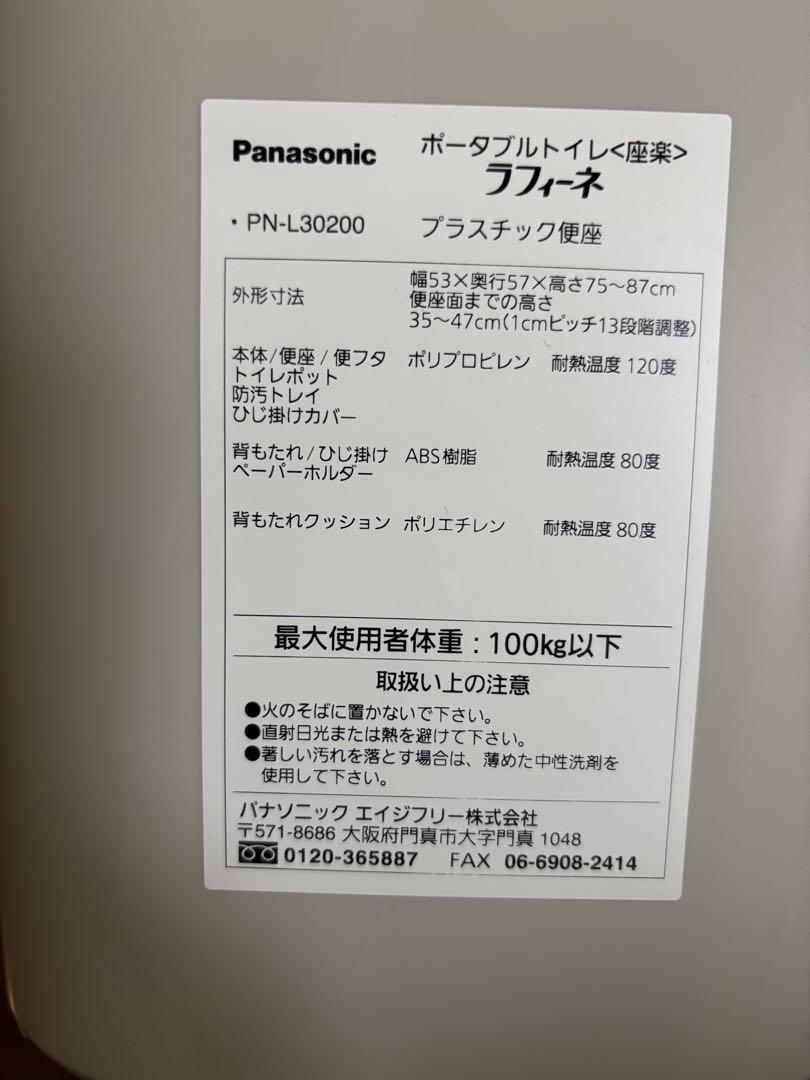 Panasonic
ポータブルトイレ<座楽>
ラフィーネ
・PN-L30200 プラスチック便座
外形寸法
幅53×奥行57×高さ75～87cm
便座面までの高さ
35～47cm(1cmピッチ13段階調整)
本体/便座/便フタ ポリプロピレン 耐熱温度 120度
トイレポット
防汚トレイ
ひじ掛けカバー
背もたれ/ひじ掛け ABS樹脂 耐熱温度 80度
ペーパーホルダー
背もたれクッション ポリエチレン 耐熱温度 80度
最大使用者体重：100kg以下
取扱い上の注意
●火のそばに置かないで下さい。
●直射日光または熱を避けて下さい。
●著しい汚れを落とす場合は、薄めた中性洗剤を
使用して下さい。
パナソニック エイジフリー株式会社
〒571-8686 大阪府門真市大字門真 1048
0120-365887 FAX 06-6908-2414